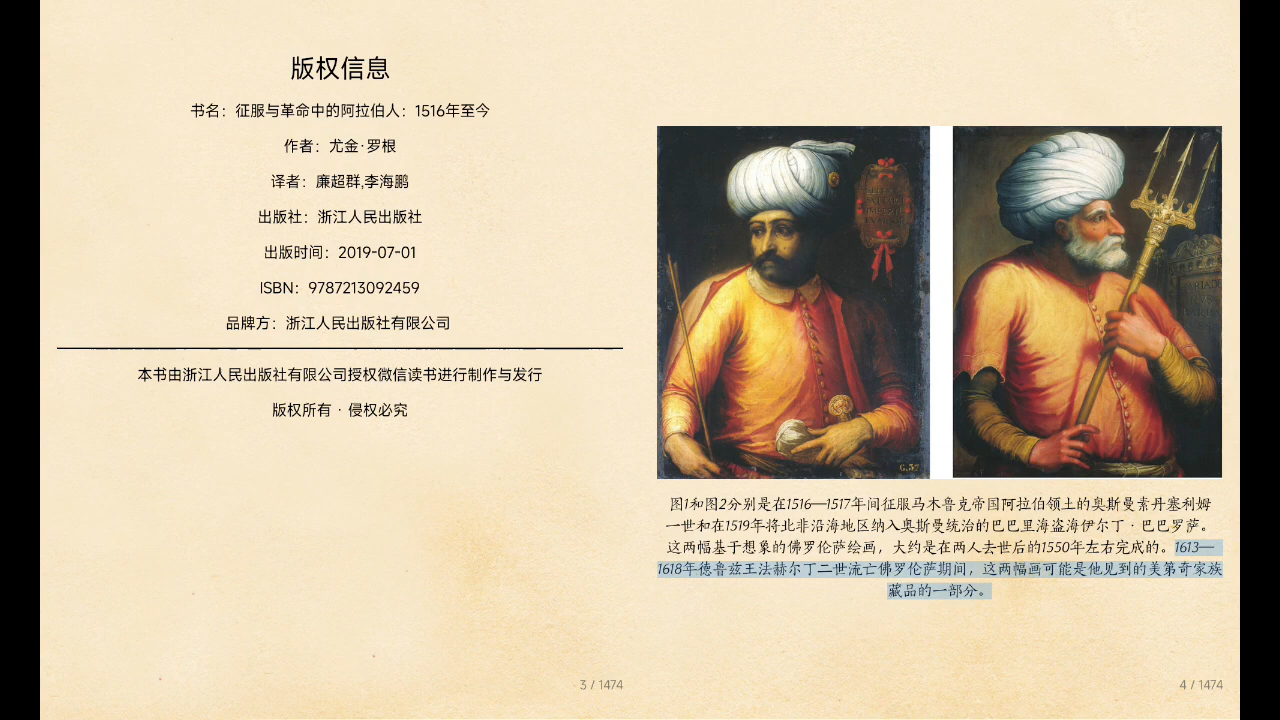 版权信息
书名：征服与革命中的阿拉伯人：1516年至今
作者：尤金·罗根
译者：廉超群,李海鹏
出版社：浙江人民出版社
出版时间：2019-07-01
ISBN：9787213092459
品牌方：浙江人民出版社有限公司
本书由浙江人民出版社有限公司授权微信读书进行制作与发行
版权所有 · 侵权必究
3 / 1474
G.37
图1和图2分别是在1516—1517年间征服马木鲁克帝国阿拉伯领土的奥斯曼素丹塞利姆
一世和在1519年将北非沿海地区纳入奥斯曼统治的巴巴里海盗海伊尔丁·巴巴罗萨。
这两幅基于想象的佛罗伦萨绘画，大约是在两人去世后的1550年左右完成的。1613—
1618年德鲁兹王法赫尔丁二世流亡佛罗伦萨期间，这两幅画可能是他见到的美第奇家族
藏品的一部分。
4 / 1474